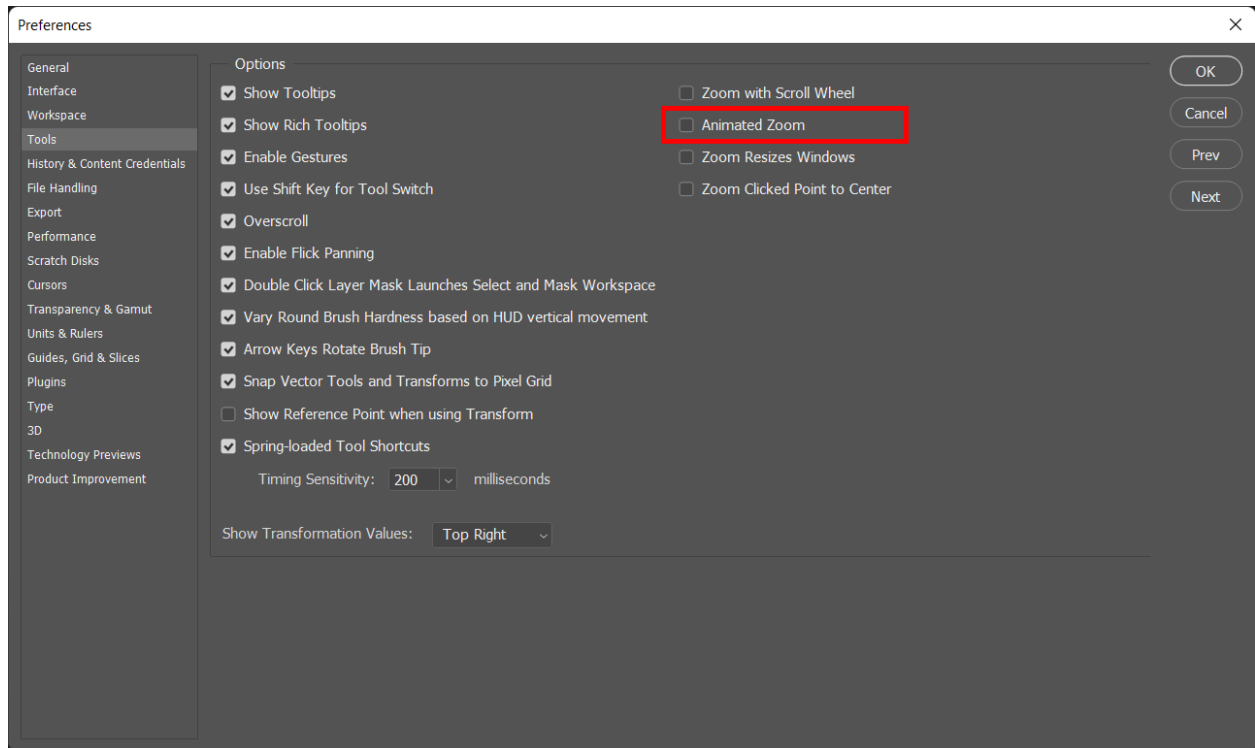 Preferences
General
Interface
Workspace
Tools
History & Content Credentials
File Handling
Export
Performance
Scratch Disks
Cursors
Transparency & Gamut
Units & Rulers
Guides, Grid & Slices
Plugins
Type
3D
Technology Previews
Product Improvement
Options
Show Tooltips
Show Rich Tooltips
Enable Gestures
Use Shift Key for Tool Switch
Overscroll
Enable Flick Panning
Double Click Layer Mask Launches Select and Mask Workspace
Vary Round Brush Hardness based on HUD vertical movement
Arrow Keys Rotate Brush Tip
Snap Vector Tools and Transforms to Pixel Grid
Show Reference Point when using Transform
Spring-loaded Tool Shortcuts
Timing Sensitivity: 200 milliseconds
Show Transformation Values: Top Right
Zoom with Scroll Wheel
Animated Zoom
Zoom Resizes Windows
Zoom Clicked Point to Center
OK
Cancel
Prev
Next